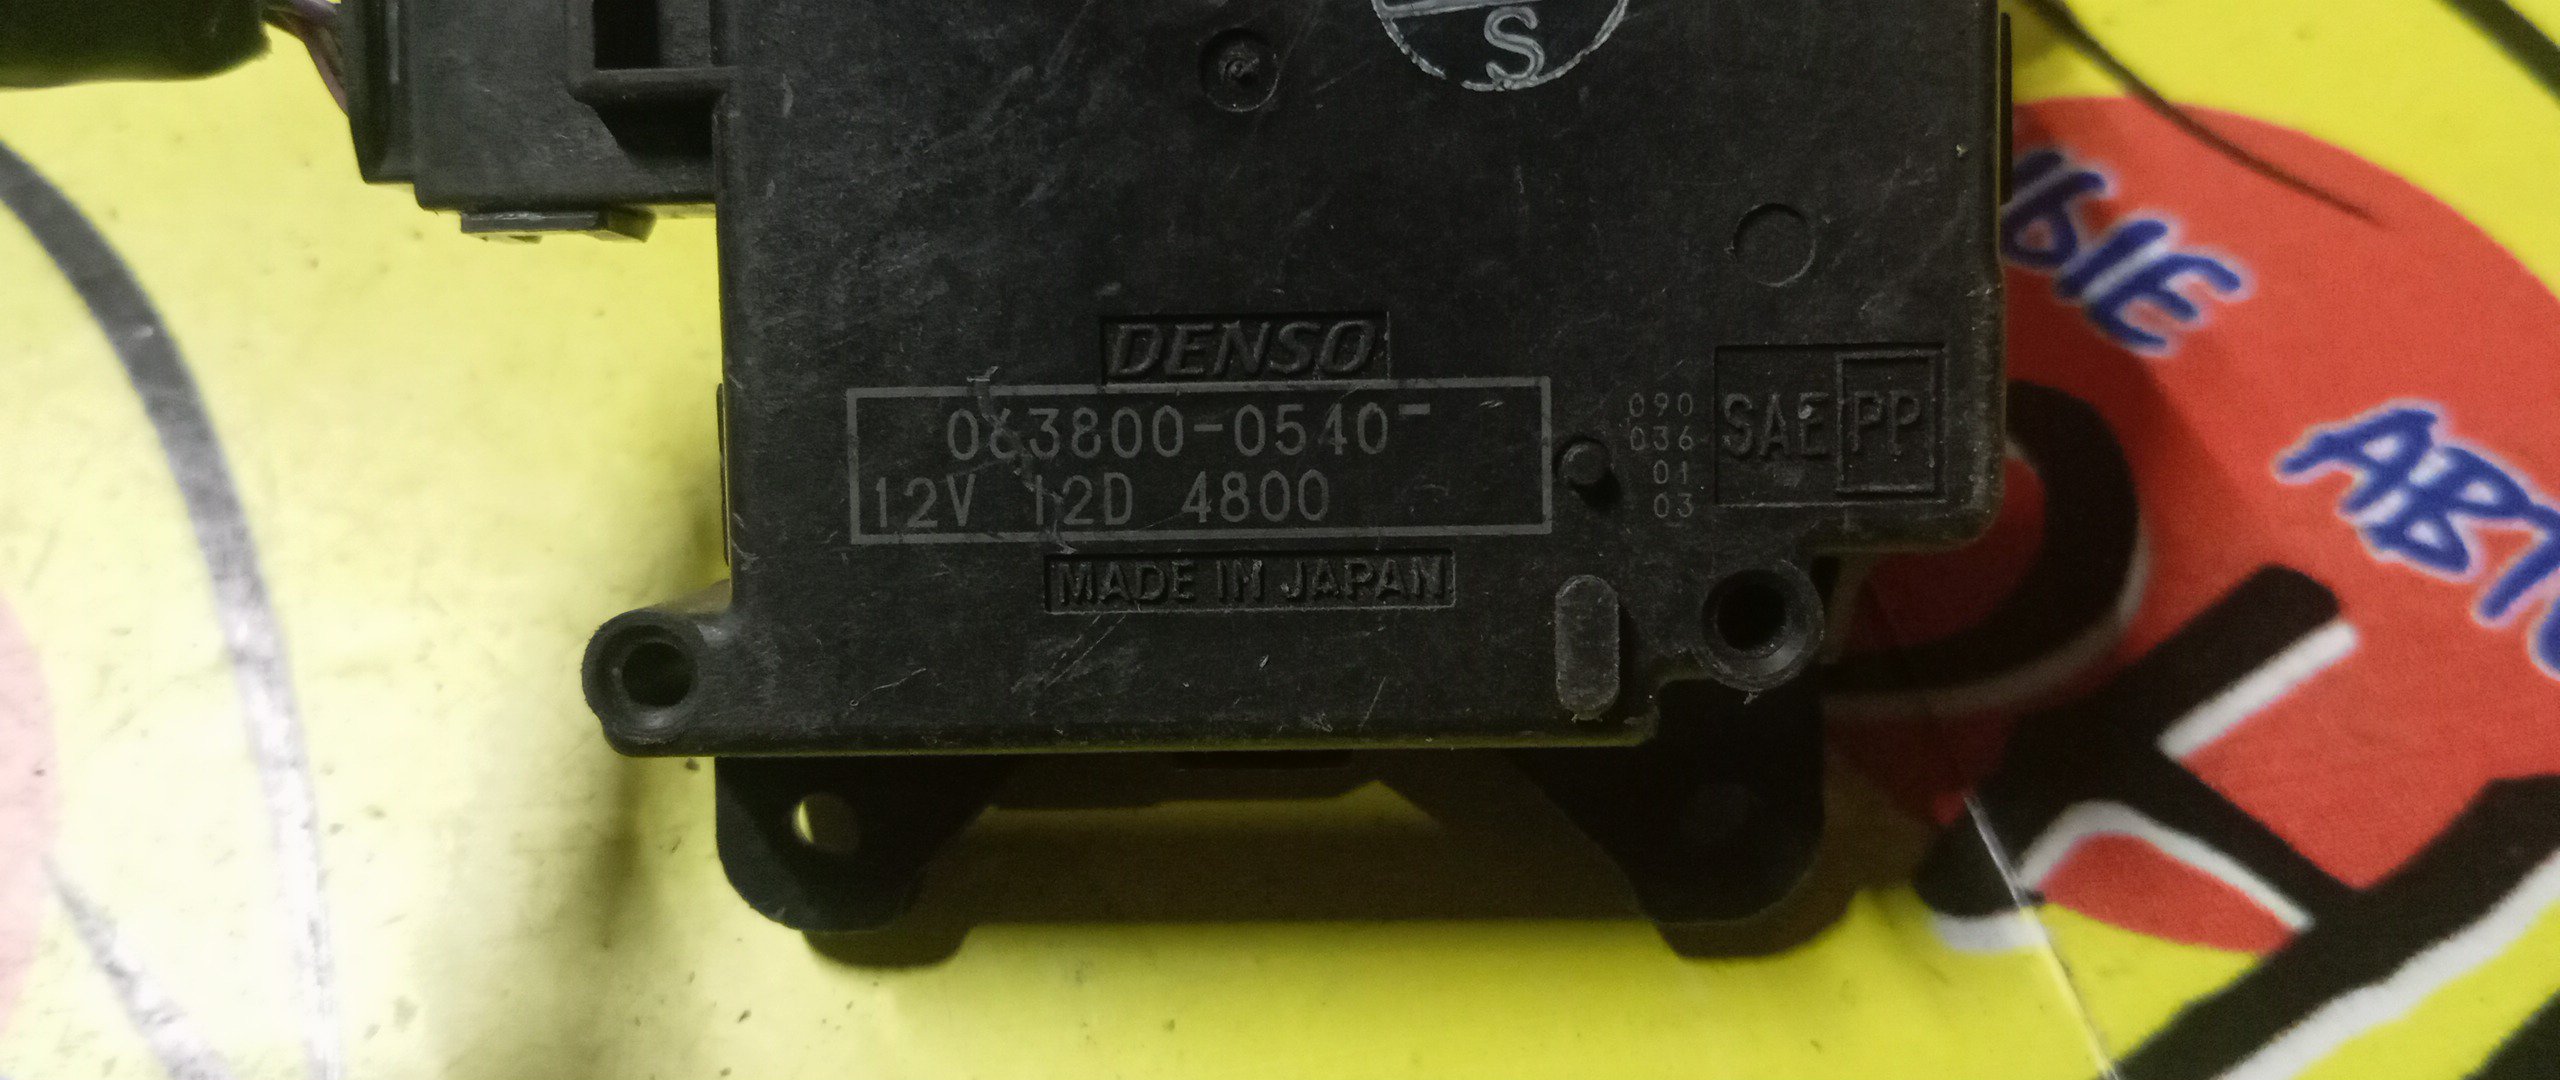 S
DENSO
063800-0540-
12V 12D 4800
MADE IN JAPAN
090
036
01
03
SAE PP